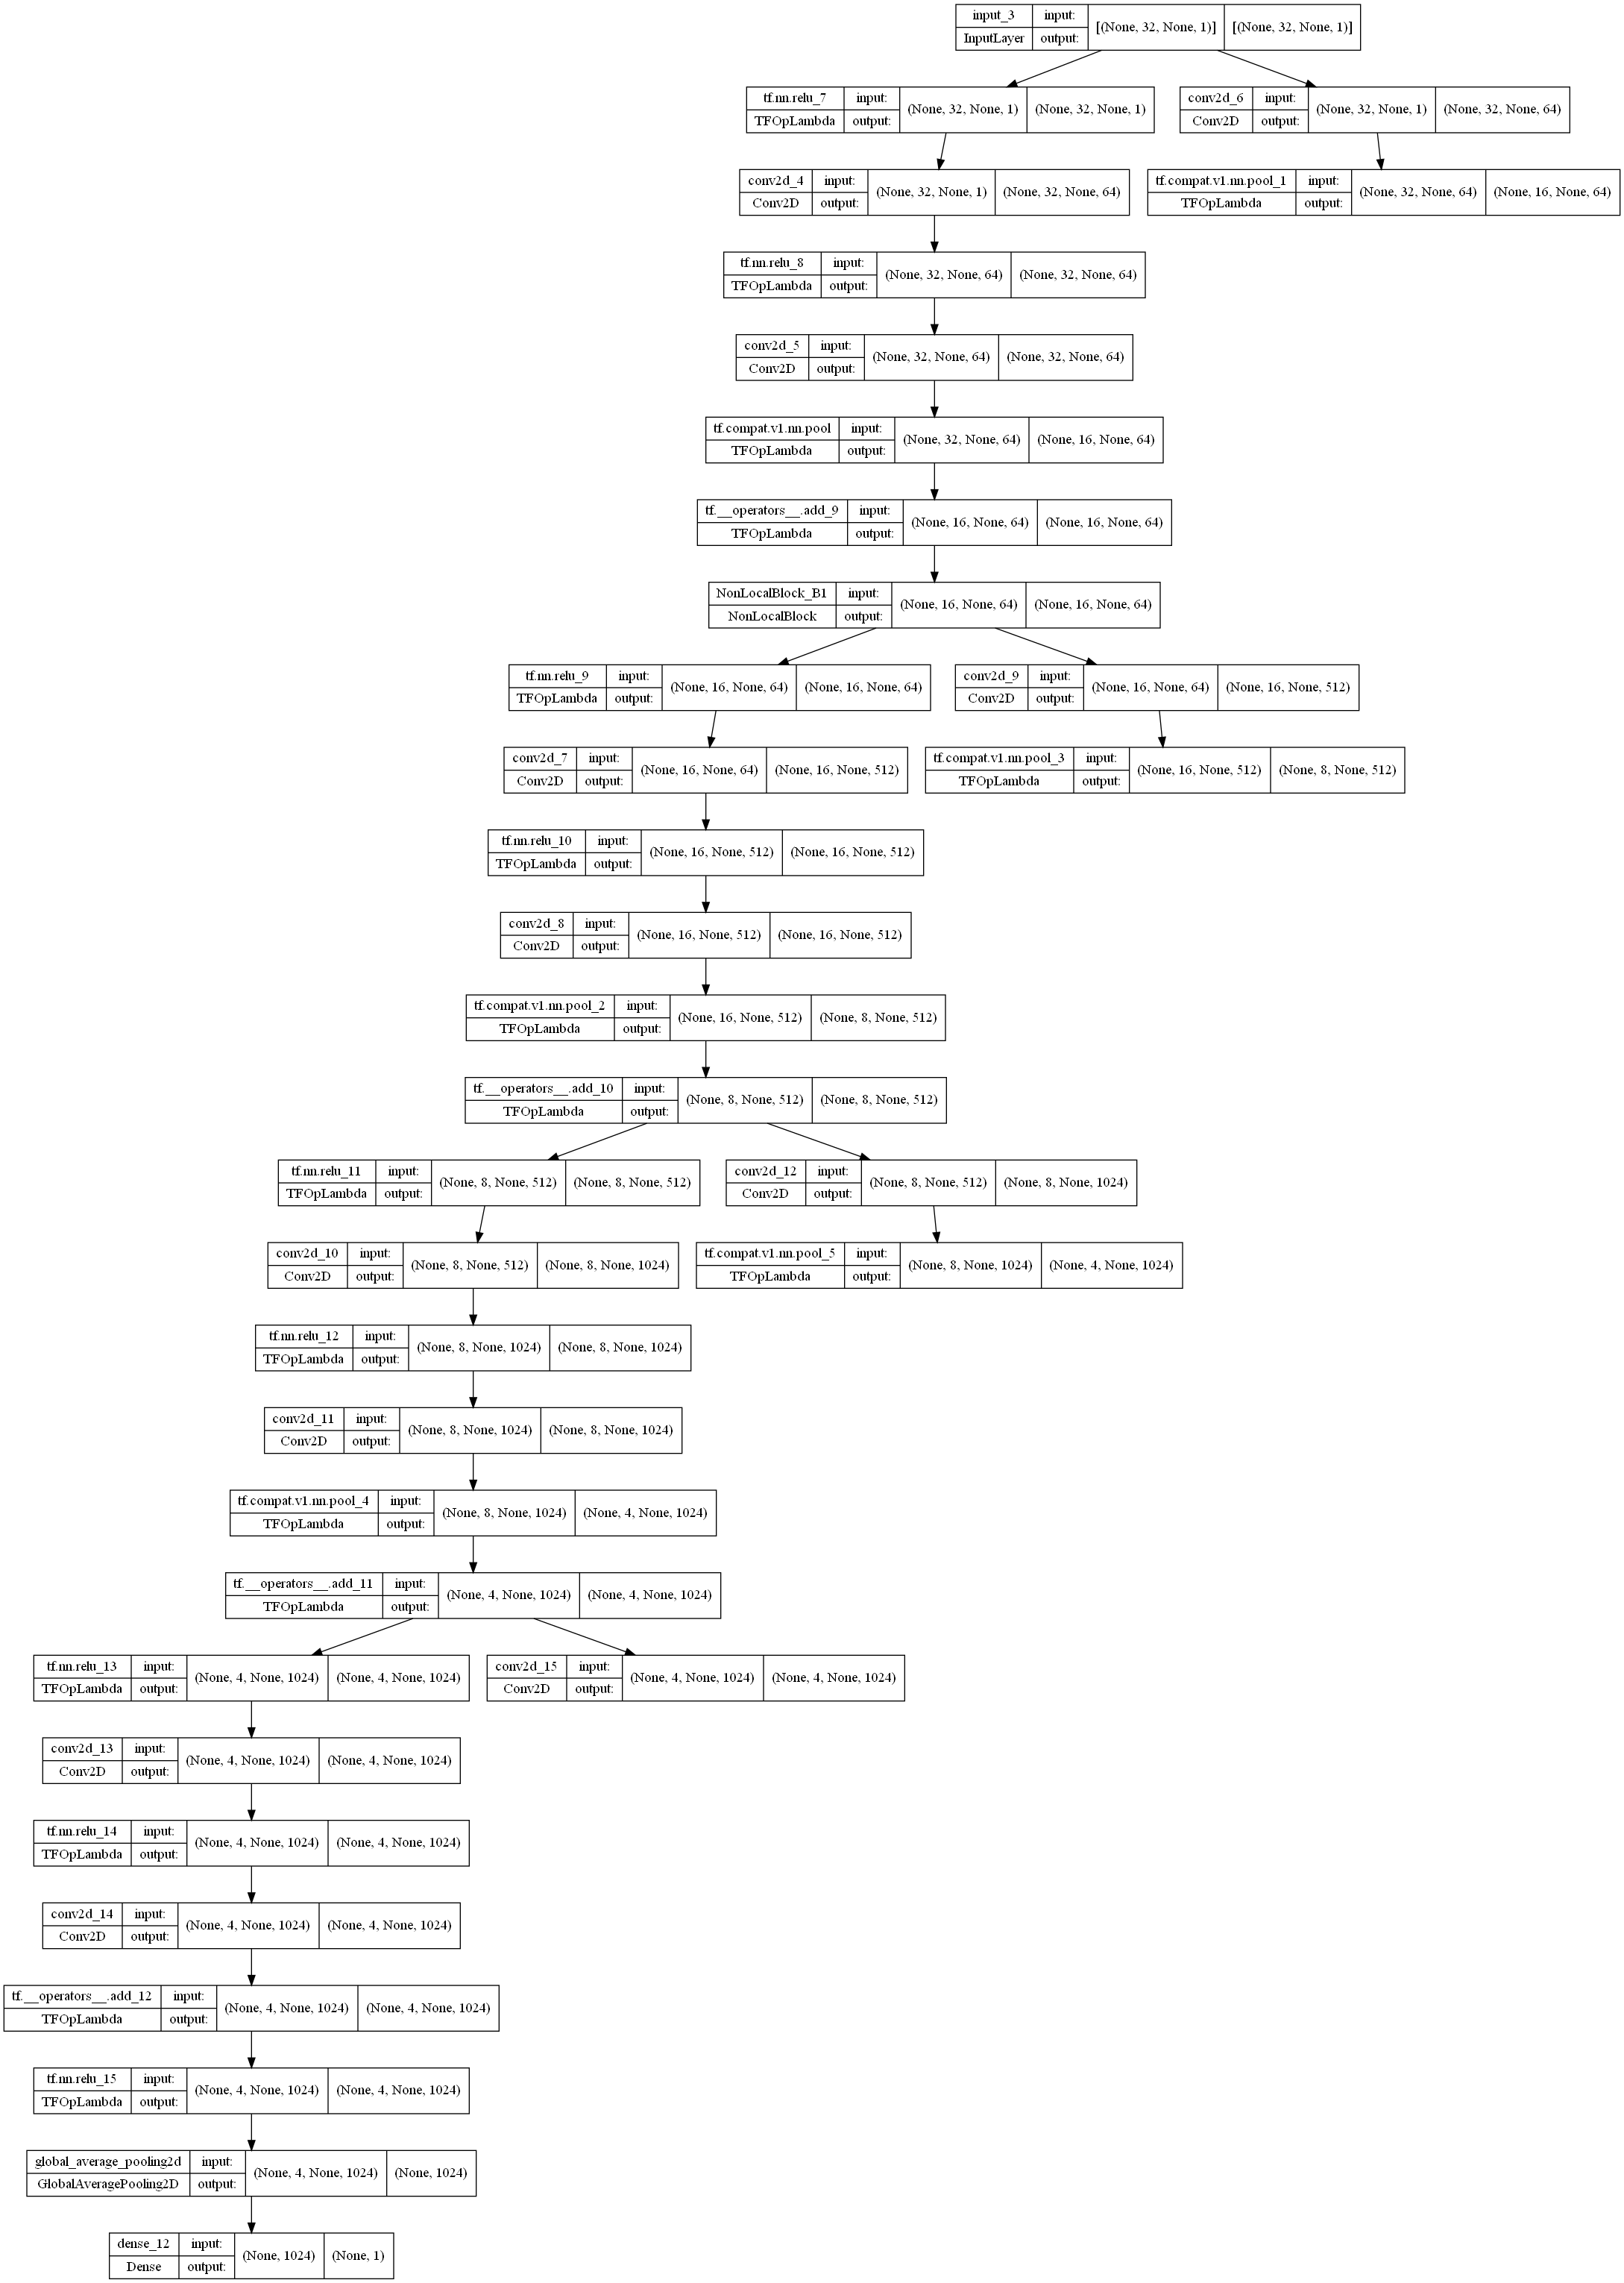 input_3 input: [(None, 32, None, 1)] [(None, 32, None, 1)]
InputLayer output:
tf.nn.relu_7 input: (None, 32, None, 1) (None, 32, None, 1)
TFOpLambda output:
conv2d_6 input: (None, 32, None, 1) (None, 32, None, 64)
Conv2D output:
conv2d_4 input: (None, 32, None, 1) (None, 32, None, 64)
Conv2D output:
tf.compat.v1.nn.pool_1 input: (None, 32, None, 64) (None, 16, None, 64)
TFOpLambda output:
tf.nn.relu_8 input: (None, 32, None, 64) (None, 32, None, 64)
TFOpLambda output:
conv2d_5 input: (None, 32, None, 64) (None, 32, None, 64)
Conv2D output:
tf.compat.v1.nn.pool input: (None, 32, None, 64) (None, 16, None, 64)
TFOpLambda output:
tf.__operators__.add_9 input: (None, 16, None, 64) (None, 16, None, 64)
TFOpLambda output:
NonLocalBlock_B1 input: (None, 16, None, 64) (None, 16, None, 64)
NonLocalBlock output:
tf.nn.relu_9 input: (None, 16, None, 64) (None, 16, None, 64)
TFOpLambda output:
conv2d_9 input: (None, 16, None, 64) (None, 16, None, 512)
Conv2D output:
conv2d_7 input: (None, 16, None, 64) (None, 16, None, 512)
Conv2D output:
tf.compat.v1.nn.pool_3 input: (None, 16, None, 512) (None, 8, None, 512)
TFOpLambda output:
tf.nn.relu_10 input: (None, 16, None, 512) (None, 16, None, 512)
TFOpLambda output:
conv2d_8 input: (None, 16, None, 512) (None, 16, None, 512)
Conv2D output:
tf.compat.v1.nn.pool_2 input: (None, 16, None, 512) (None, 8, None, 512)
TFOpLambda output:
tf.__operators__.add_10 input: (None, 8, None, 512) (None, 8, None, 512)
TFOpLambda output:
tf.nn.relu_11 input: (None, 8, None, 512) (None, 8, None, 512)
TFOpLambda output:
conv2d_12 input: (None, 8, None, 512) (None, 8, None, 1024)
Conv2D output:
conv2d_10 input: (None, 8, None, 512) (None, 8, None, 1024)
Conv2D output:
tf.compat.v1.nn.pool_5 input: (None, 8, None, 1024) (None, 4, None, 1024)
TFOpLambda output:
tf.nn.relu_12 input: (None, 8, None, 1024) (None, 8, None, 1024)
TFOpLambda output:
conv2d_11 input: (None, 8, None, 1024) (None, 8, None, 1024)
Conv2D output:
tf.compat.v1.nn.pool_4 input: (None, 8, None, 1024) (None, 4, None, 1024)
TFOpLambda output:
tf.__operators__.add_11 input: (None, 4, None, 1024) (None, 4, None, 1024)
TFOpLambda output:
tf.nn.relu_13 input: (None, 4, None, 1024) (None, 4, None, 1024)
TFOpLambda output:
conv2d_15 input: (None, 4, None, 1024) (None, 4, None, 1024)
Conv2D output:
conv2d_13 input: (None, 4, None, 1024) (None, 4, None, 1024)
Conv2D output:
tf.nn.relu_14 input: (None, 4, None, 1024) (None, 4, None, 1024)
TFOpLambda output:
conv2d_14 input: (None, 4, None, 1024) (None, 4, None, 1024)
Conv2D output:
tf.__operators__.add_12 input: (None, 4, None, 1024) (None, 4, None, 1024)
TFOpLambda output:
tf.nn.relu_15 input: (None, 4, None, 1024) (None, 4, None, 1024)
TFOpLambda output:
global_average_pooling2d input: (None, 4, None, 1024) (None, 1024)
GlobalAveragePooling2D output:
dense_12 input: (None, 1024) (None, 1)
Dense output: